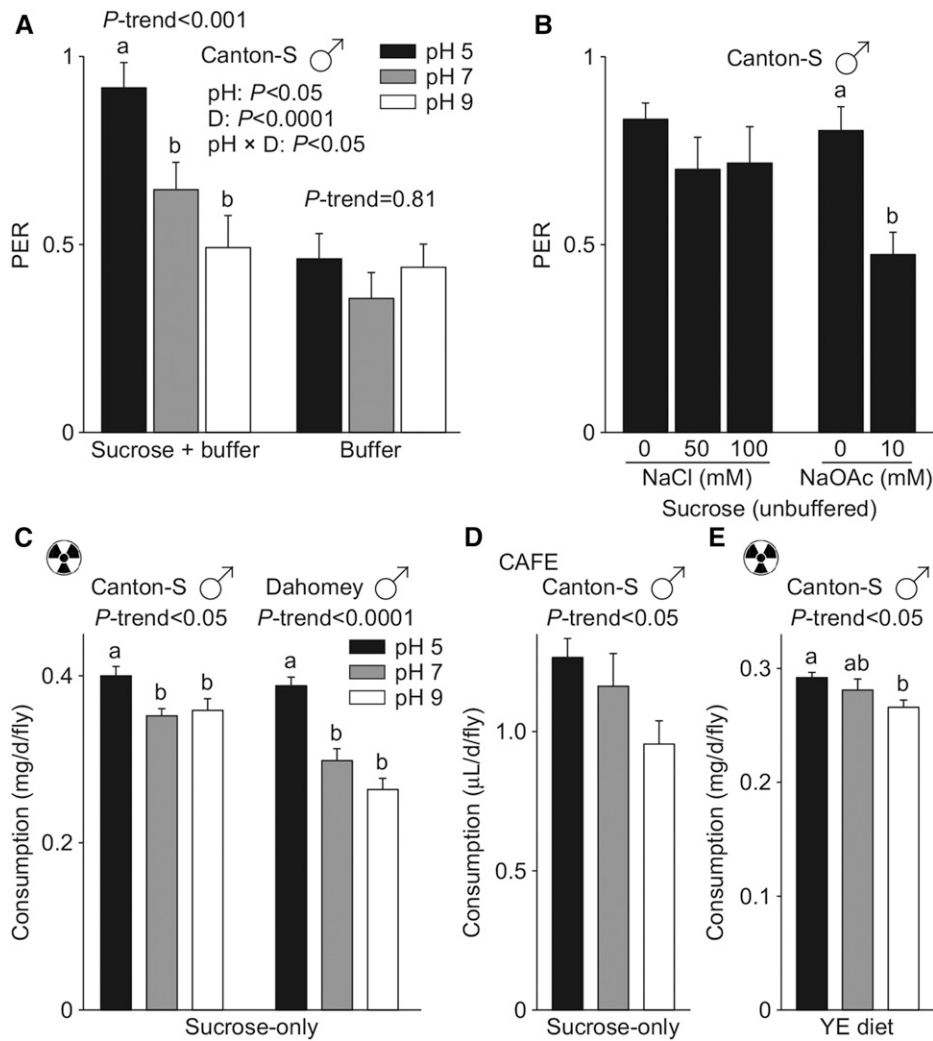 A
P-trend<0.001
Canton-S ♂
pH 5
pH 7
pH 9
pH: P<0.05
D: P<0.0001
pH × D: P<0.05
P-trend=0.81
a
b
b
PER
1
0.5
0
Sucrose + buffer
Buffer
B
Canton-S ♂
a
b
PER
1
0.5
0
0 50 100 0 10
NaCl (mM) NaOAc (mM)
Sucrose (unbuffered)
C
Canton-S ♂ Dahomey ♂
P-trend<0.05 P-trend<0.0001
pH 5
pH 7
pH 9
a b b a b b
Consumption (mg/d/fly)
0.4
0.2
0
Sucrose-only
D
CAFE
Canton-S ♂
P-trend<0.05
Consumption (μL/d/fly)
1.0
0.5
0
Sucrose-only
E
Canton-S ♂
P-trend<0.05
a ab b
Consumption (mg/d/fly)
0.3
0.2
0.1
0
YE diet